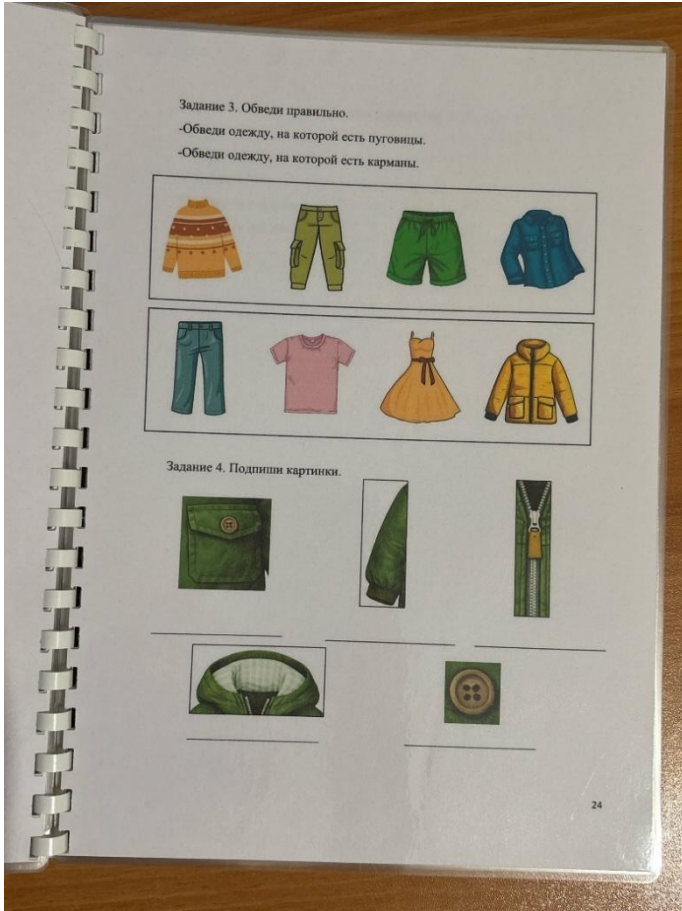 Задание 3. Обведи правильно.
-Обведи одежду, на которой есть пуговицы.
-Обведи одежду, на которой есть карманы.
Задание 4. Подпиши картинки.
24